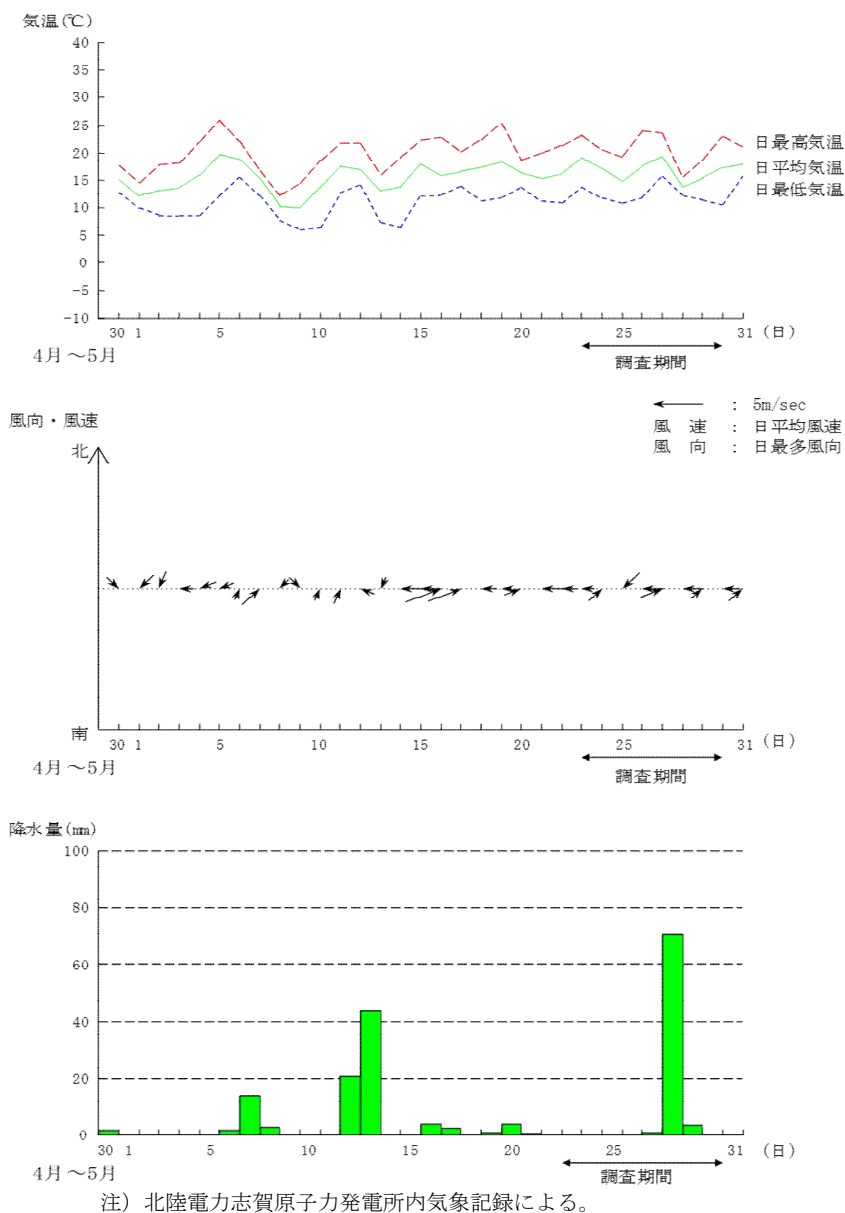 気温(℃)
40
35
30
25
20
15
10
5
0
-5
-10
日最高気温
日平均気温
日最低気温
30 1 5 10 15 20 25 31 (日)
4月～5月
調査期間
← : 5m/sec
風向・風速
風　速 : 日平均風速
風　向 : 日最多風向
北
南
30 1 5 10 15 20 25 31 (日)
4月～5月
調査期間
降水量(㎜)
100
80
60
40
20
0
30 1 5 10 15 20 25 31 (日)
4月～5月
調査期間
注）北陸電力志賀原子力発電所内気象記録による。